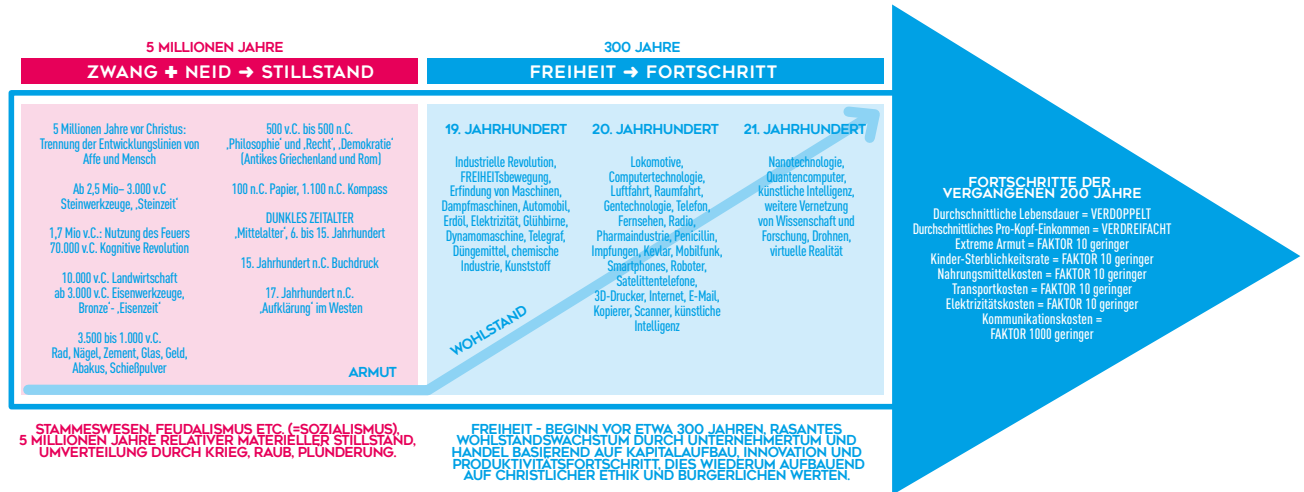 5 MILLIONEN JAHRE
ZWANG ✚ NEID ➜ STILLSTAND
5 Millionen Jahre vor Christus:
Trennung der Entwicklungslinien von
Affe und Mensch
Ab 2,5 Mio– 3.000 v.C
Steinwerkzeuge, ‚Steinzeit‘
1,7 Mio v.C.: Nutzung des Feuers
70.000 v.C. Kognitive Revolution
10.000 v.C. Landwirtschaft
ab 3.000 v.C. Eisenwerkzeuge,
Bronze‘- ‚Eisenzeit‘
3.500 bis 1.000 v.C.
Rad, Nägel, Zement, Glas, Geld,
Abakus, Schießpulver
500 v.C. bis 500 n.C.
‚Philosophie‘ und ‚Recht‘, ‚Demokratie‘
(Antikes Griechenland und Rom)
100 n.C. Papier, 1.100 n.C. Kompass
DUNKLES ZEITALTER
‚Mittelalter‘, 6. bis 15. Jahrhundert
15. Jahrhundert n.C. Buchdruck
17. Jahrhundert n.C.
‚Aufklärung‘ im Westen
ARMUT
STAMMESWESEN, FEUDALISMUS ETC. (=SOZIALISMUS),
5 MILLIONEN JAHRE RELATIVER MATERIELLER STILLSTAND,
UMVERTEILUNG DURCH KRIEG, RAUB, PLÜNDERUNG.
300 JAHRE
FREIHEIT ➜ FORTSCHRITT
19. JAHRHUNDERT
Industrielle Revolution,
FREIHEITsbewegung,
Erfindung von Maschinen,
Dampfmaschinen, Automobil,
Erdöl, Elektrizität, Glühbirne,
Dynamomaschine, Telegraf,
Düngemittel, chemische
Industrie, Kunststoff
20. JAHRHUNDERT
Lokomotive,
Computertechnologie,
Luftfahrt, Raumfahrt,
Gentechnologie, Telefon,
Fernsehen, Radio,
Pharmaindustrie, Penicillin,
Impfungen, Kevlar, Mobilfunk,
Smartphones, Roboter,
Satelittentelefone,
3D-Drucker, Internet, E-Mail,
Kopierer, Scanner, künstliche
Intelligenz
21. JAHRHUNDERT
Nanotechnologie,
Quantencomputer,
künstliche Intelligenz,
weitere Vernetzung
von Wissenschaft und
Forschung, Drohnen,
virtuelle Realität
WOHLSTAND
FREIHEIT - BEGINN VOR ETWA 300 JAHREN, RASANTES
WOHLSTANDSWACHSTUM DURCH UNTERNEHMERTUM UND
HANDEL BASIEREND AUF KAPITALAUFBAU, INNOVATION UND
PRODUKTIVITÄTSFORTSCHRITT. DIES WIEDERUM AUFBAUEND
AUF CHRISTLICHER ETHIK UND BÜRGERLICHEN WERTEN.
FORTSCHRITTE DER
VERGANGENEN 200 JAHRE
Durchschnittliche Lebensdauer = VERDOPPELT
Durchschnittliches Pro-Kopf-Einkommen = VERDREIFACHT
Extreme Armut = FAKTOR 10 geringer
Kinder-Sterblichkeitsrate = FAKTOR 10 geringer
Nahrungsmittelkosten = FAKTOR 10 geringer
Transportkosten = FAKTOR 10 geringer
Elektrizitätskosten = FAKTOR 10 geringer
Kommunikationskosten =
FAKTOR 1000 geringer